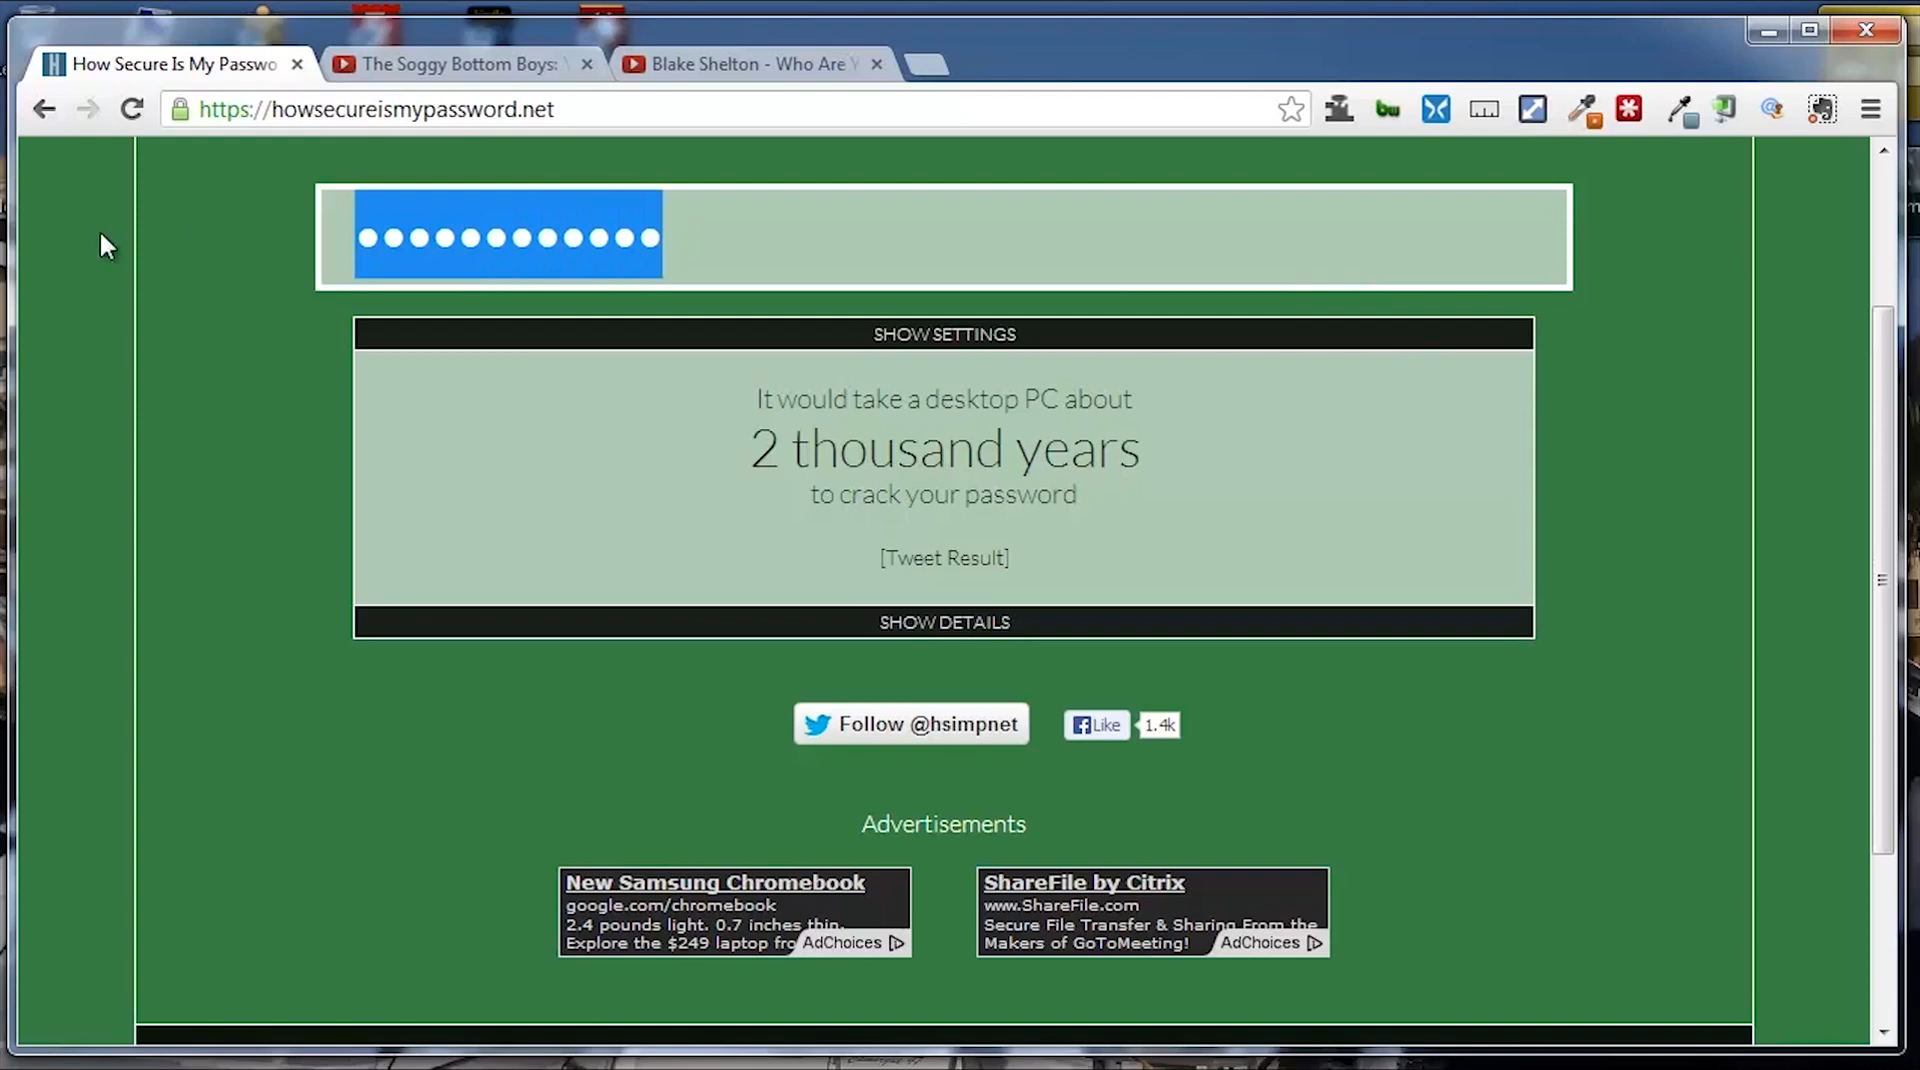 How Secure Is My Passwo
The Soggy Bottom Boys:
Blake Shelton - Who Are Y
https://howsecureismypassword.net
bw
••••••••••••
SHOW SETTINGS
It would take a desktop PC about
2 thousand years
to crack your password
[Tweet Result]
SHOW DETAILS
Follow @hsimpnet
Like
1.4k
Advertisements
New Samsung Chromebook
google.com/chromebook
2.4 pounds light. 0.7 inches thin.
Explore the $249 laptop fro
AdChoices
ShareFile by Citrix
www.ShareFile.com
Secure File Transfer & Sharing From the
Makers of GoToMeeting!
AdChoices